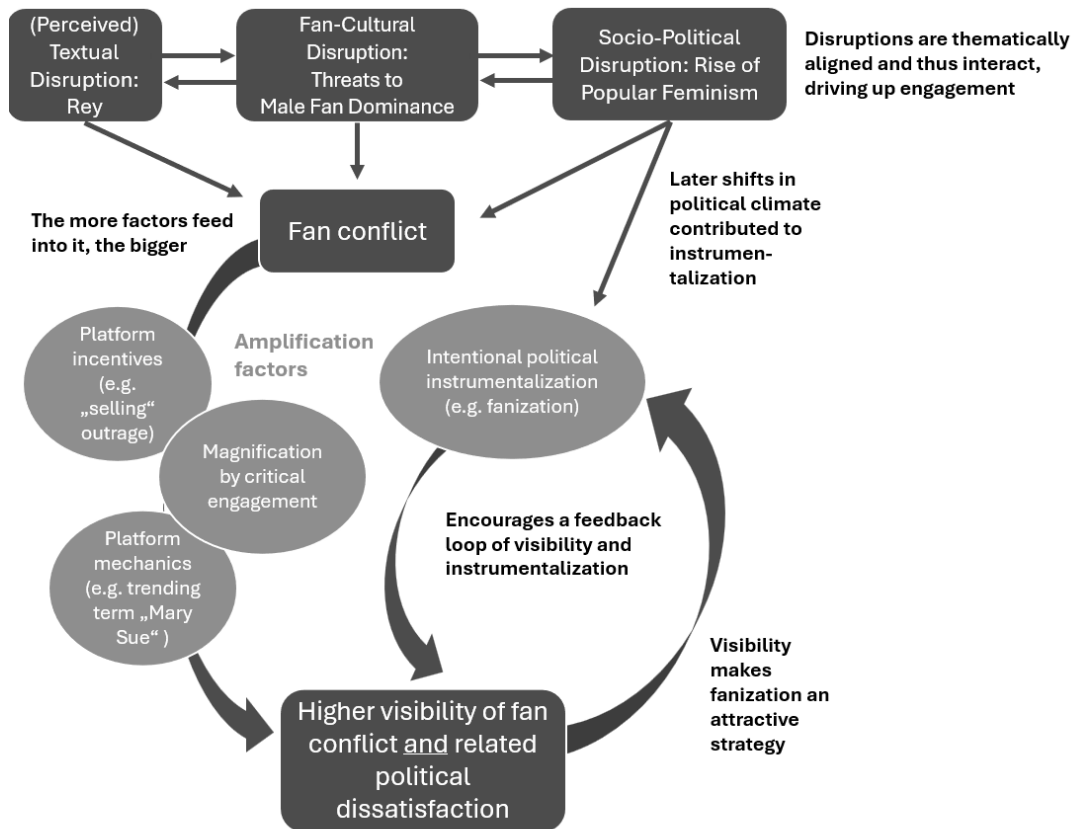 (Perceived)
Textual
Disruption:
Rey
Fan-Cultural
Disruption:
Threats to
Male Fan Dominance
Socio-Political
Disruption: Rise of
Popular Feminism
Disruptions are thematically
aligned and thus interact,
driving up engagement
Later shifts in
political climate
contributed to
instrumen-
talization
The more factors feed
into it, the bigger
Fan conflict
Platform
incentives
(e.g.
„selling“
outrage)
Amplification
factors
Intentional political
instrumentalization
(e.g. fanization)
Magnification
by critical
engagement
Encourages a feedback
loop of visibility and
instrumentalization
Platform
mechanics
(e.g. trending
term „Mary
Sue“ )
Visibility
makes
fanization an
attractive
strategy
Higher visibility of fan
conflict and related
political
dissatisfaction